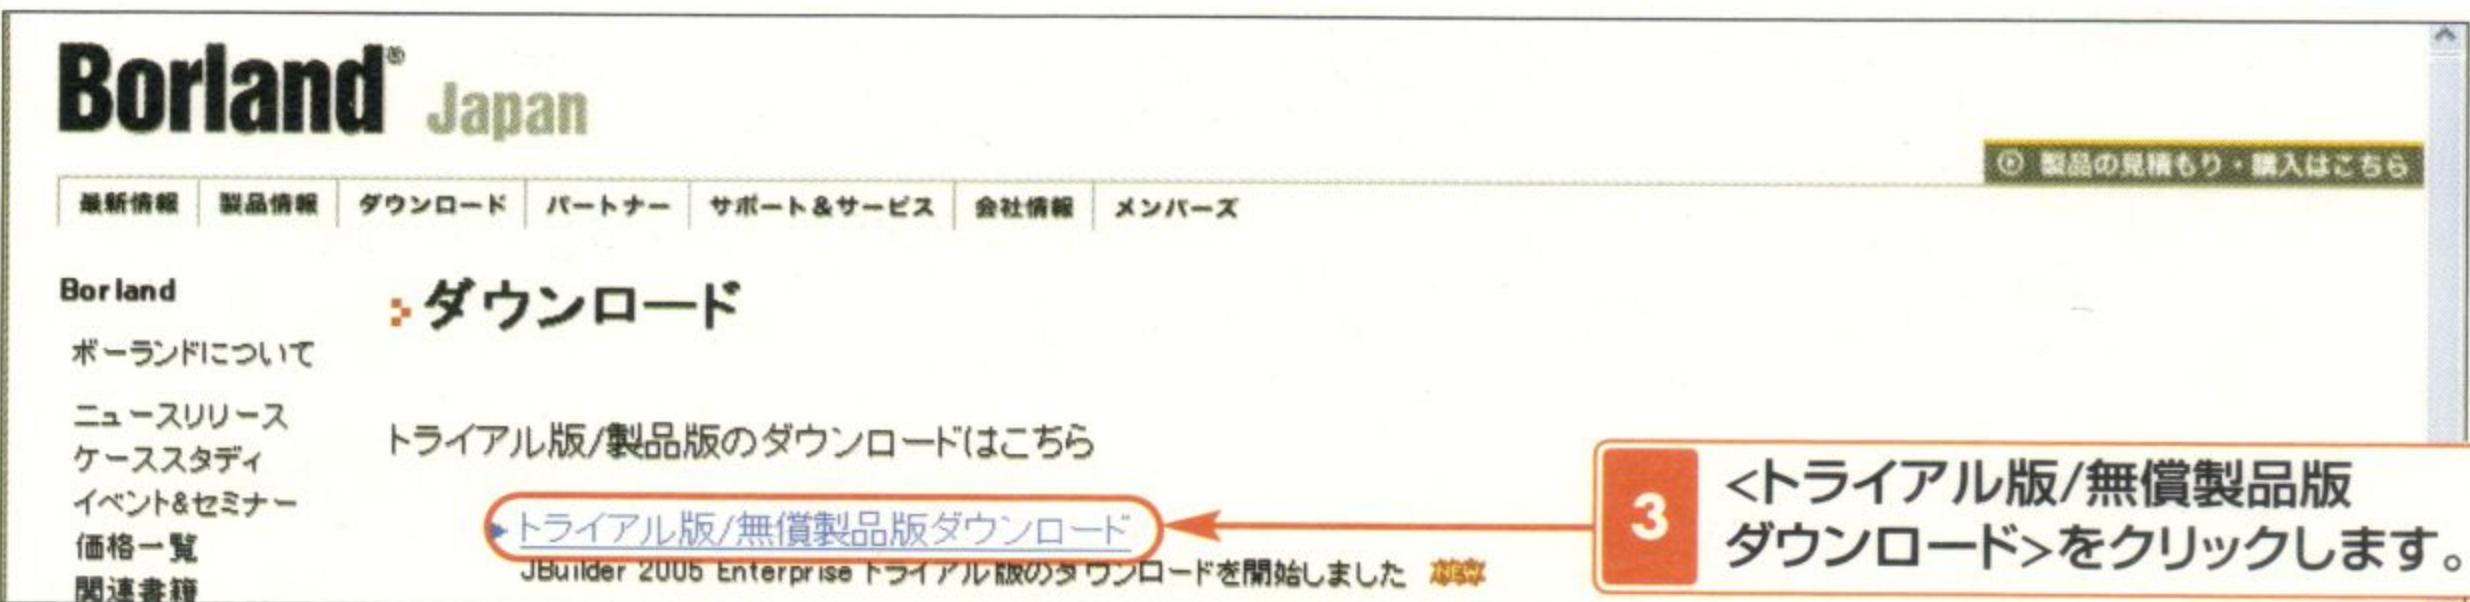 Borland® Japan
製品の見積もり・購入はこちら
最新情報 製品情報 ダウンロード パートナー サポート&サービス 会社情報 メンバーズ
Borland
ダウンロード
ボーランドについて
ニュースリリース
ケーススタディ
イベント&セミナー
価格一覧
関連書籍
トライアル版/製品版のダウンロードはこちら
トライアル版/無償製品版ダウンロード
JBuilder 2005 Enterprise トライアル版のダウンロードを開始しました
3
<トライアル版/無償製品版
ダウンロード>をクリックします。